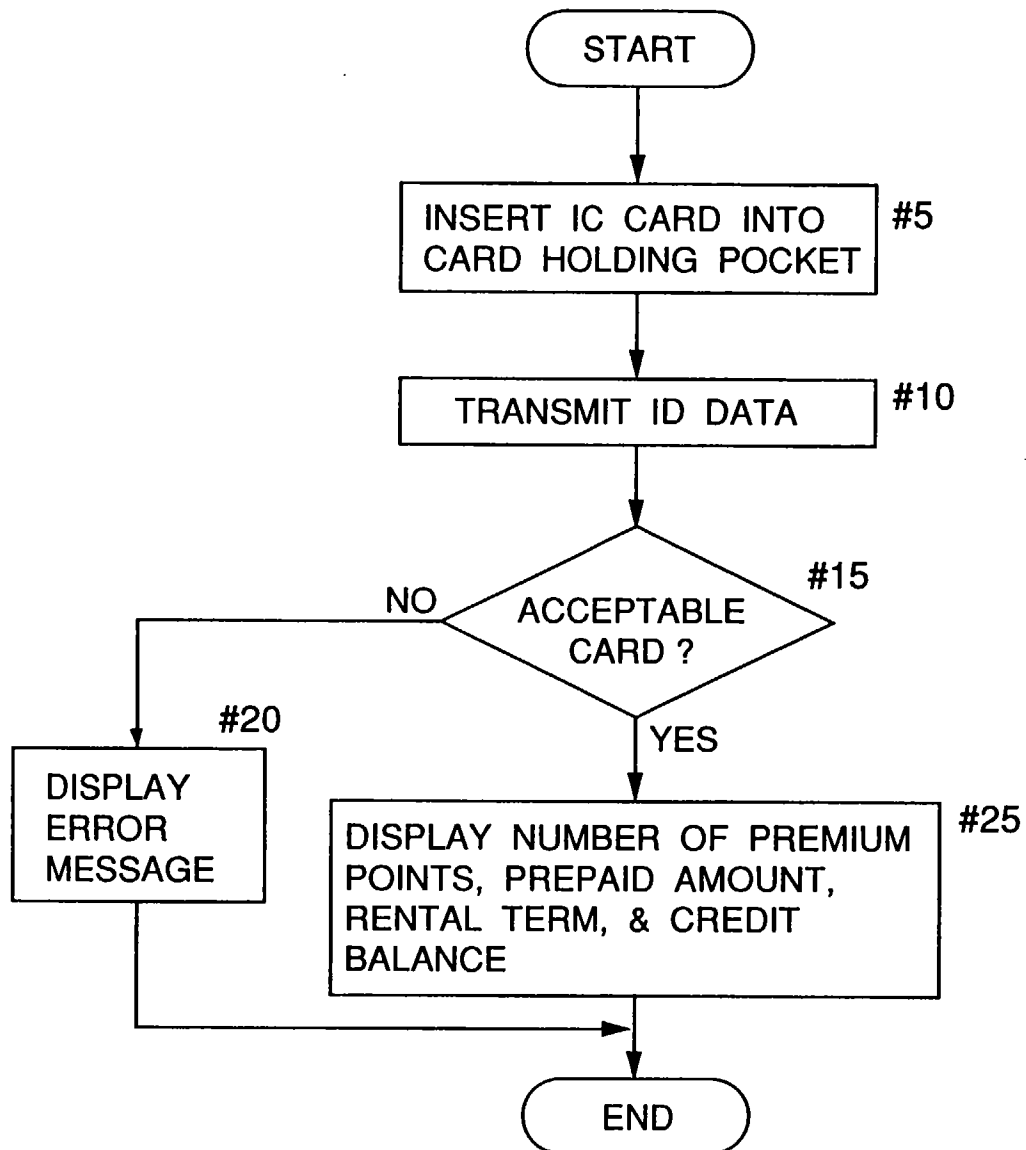 START
INSERT IC CARD INTO
CARD HOLDING POCKET
#5
TRANSMIT ID DATA
#10
ACCEPTABLE
CARD ?
#15
NO
YES
#20
DISPLAY
ERROR
MESSAGE
DISPLAY NUMBER OF PREMIUM
POINTS, PREPAID AMOUNT,
RENTAL TERM, & CREDIT
BALANCE
#25
END